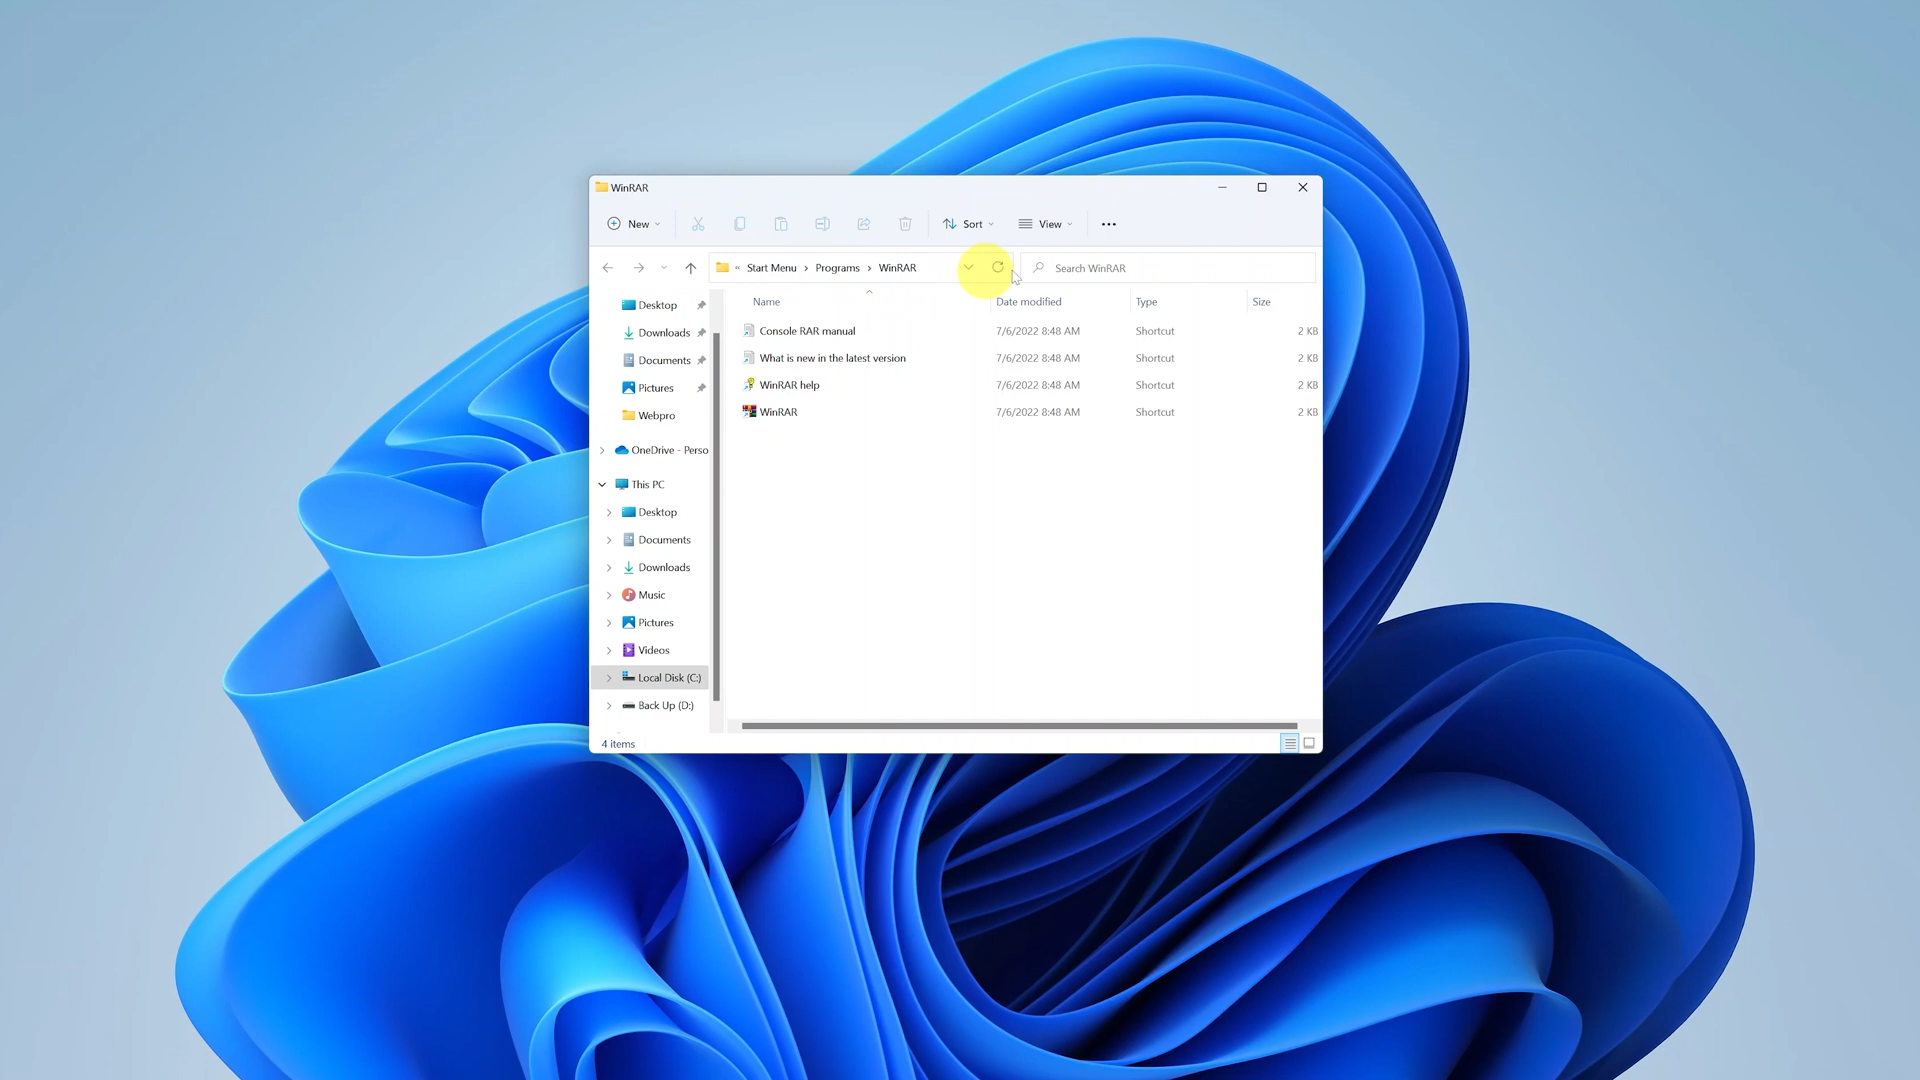 WinRAR
New
Sort
View
« Start Menu › Programs › WinRAR
Search WinRAR
Desktop
Downloads
Documents
Pictures
Webpro
OneDrive - Perso
This PC
Desktop
Documents
Downloads
Music
Pictures
Videos
Local Disk (C:)
Back Up (D:)
Name Date modified Type Size
Console RAR manual 7/6/2022 8:48 AM Shortcut 2 KB
What is new in the latest version 7/6/2022 8:48 AM Shortcut 2 KB
WinRAR help 7/6/2022 8:48 AM Shortcut 2 KB
WinRAR 7/6/2022 8:48 AM Shortcut 2 KB
4 items